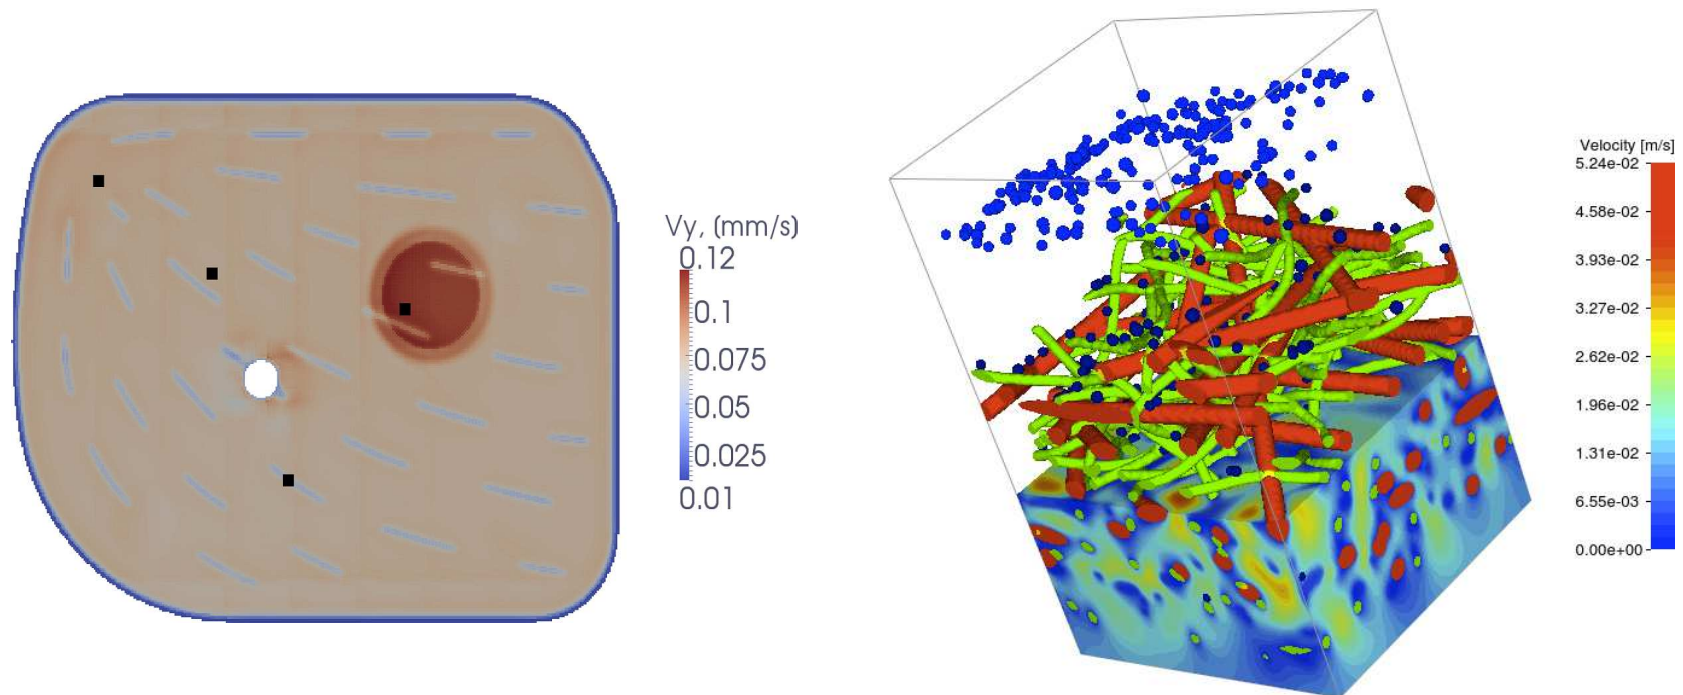 Vy, (mm/s)
0.12
0.1
0.075
0.05
0.025
0.01
Velocity [m/s]
5.24e-02
4.58e-02
3.93e-02
3.27e-02
2.62e-02
1.96e-02
1.31e-02
6.55e-03
0.00e+00